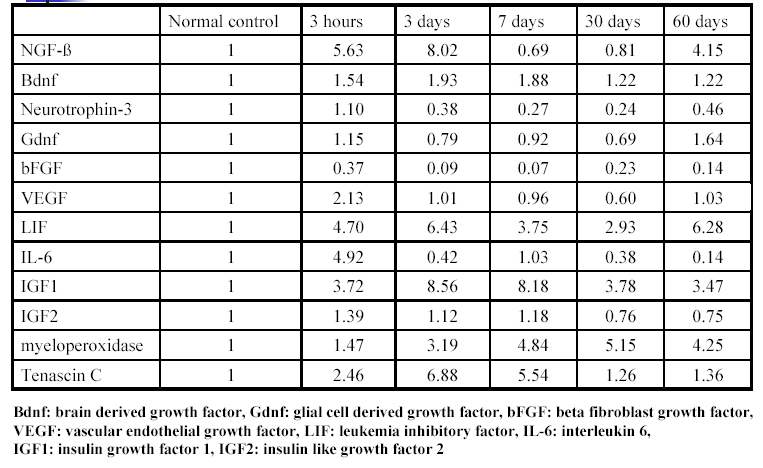 Normal control 3 hours 3 days 7 days 30 days 60 days
NGF-ß 1 5.63 8.02 0.69 0.81 4.15
Bdnf 1 1.54 1.93 1.88 1.22 1.22
Neurotrophin-3 1 1.10 0.38 0.27 0.24 0.46
Gdnf 1 1.15 0.79 0.92 0.69 1.64
bFGF 1 0.37 0.09 0.07 0.23 0.14
VEGF 1 2.13 1.01 0.96 0.60 1.03
LIF 1 4.70 6.43 3.75 2.93 6.28
IL-6 1 4.92 0.42 1.03 0.38 0.14
IGF1 1 3.72 8.56 8.18 3.78 3.47
IGF2 1 1.39 1.12 1.18 0.76 0.75
myeloperoxidase 1 1.47 3.19 4.84 5.15 4.25
Tenascin C 1 2.46 6.88 5.54 1.26 1.36
Bdnf: brain derived growth factor, Gdnf: glial cell derived growth factor, bFGF: beta fibroblast growth factor,
VEGF: vascular endothelial growth factor, LIF: leukemia inhibitory factor, IL-6: interleukin 6,
IGF1: insulin growth factor 1, IGF2: insulin like growth factor 2